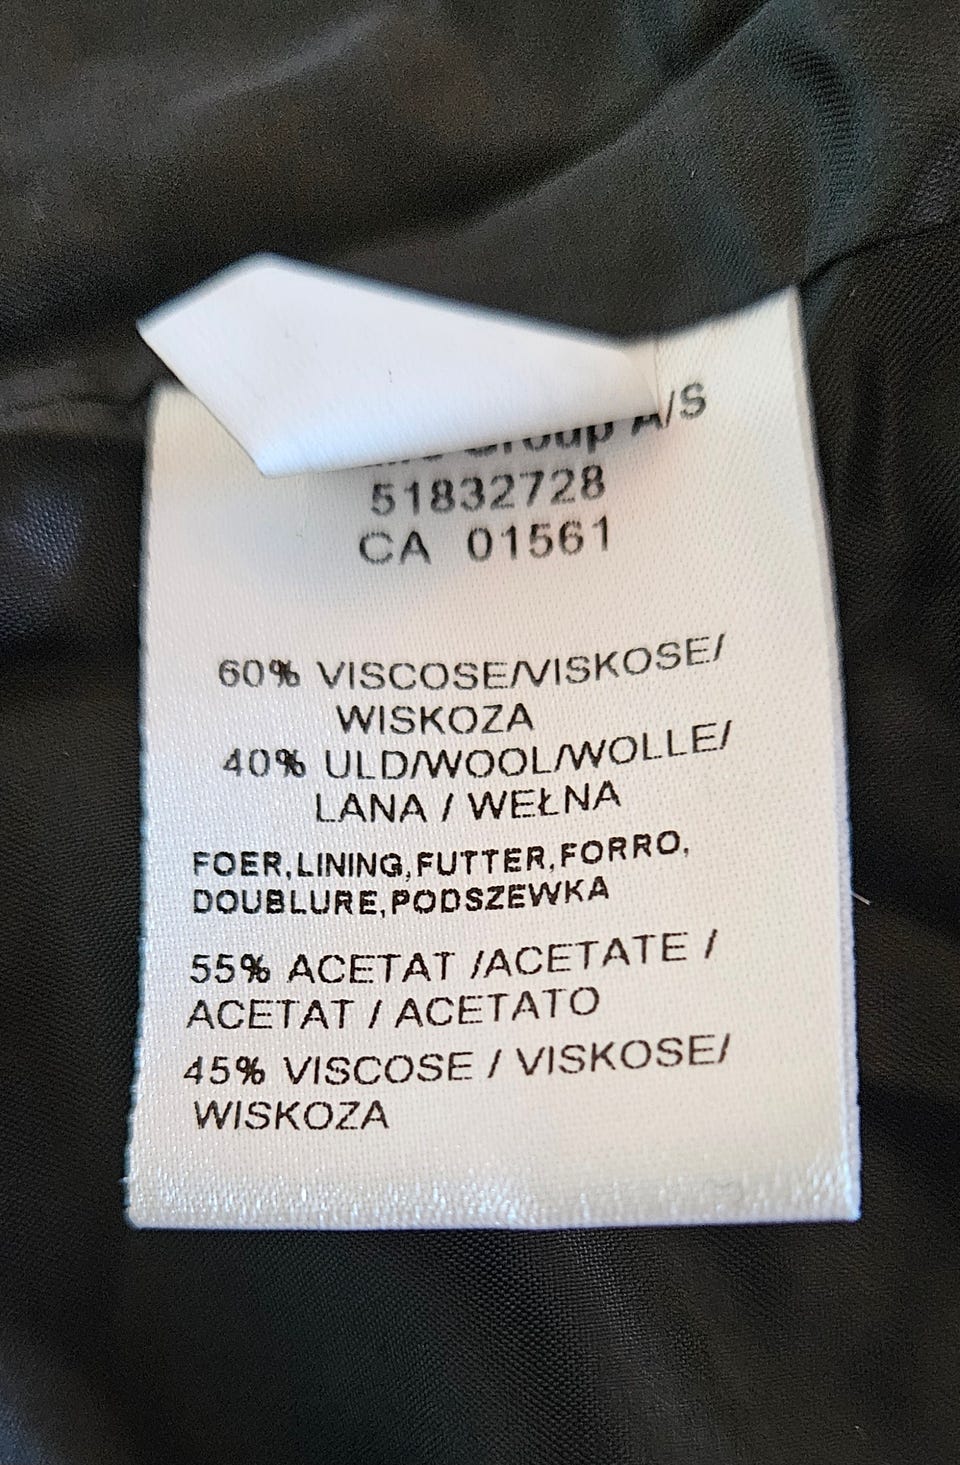 Group A/S
51832728
CA 01561
60% VISCOSE/VISKOSE/
WISKOZA
40% ULD/WOOL/WOLLE/
LANA / WEŁNA
FOER,LINING,FUTTER,FORRO,
DOUBLURE,PODSZEWKA
55% ACETAT /ACETATE /
ACETAT / ACETATO
45% VISCOSE / VISKOSE/
WISKOZA